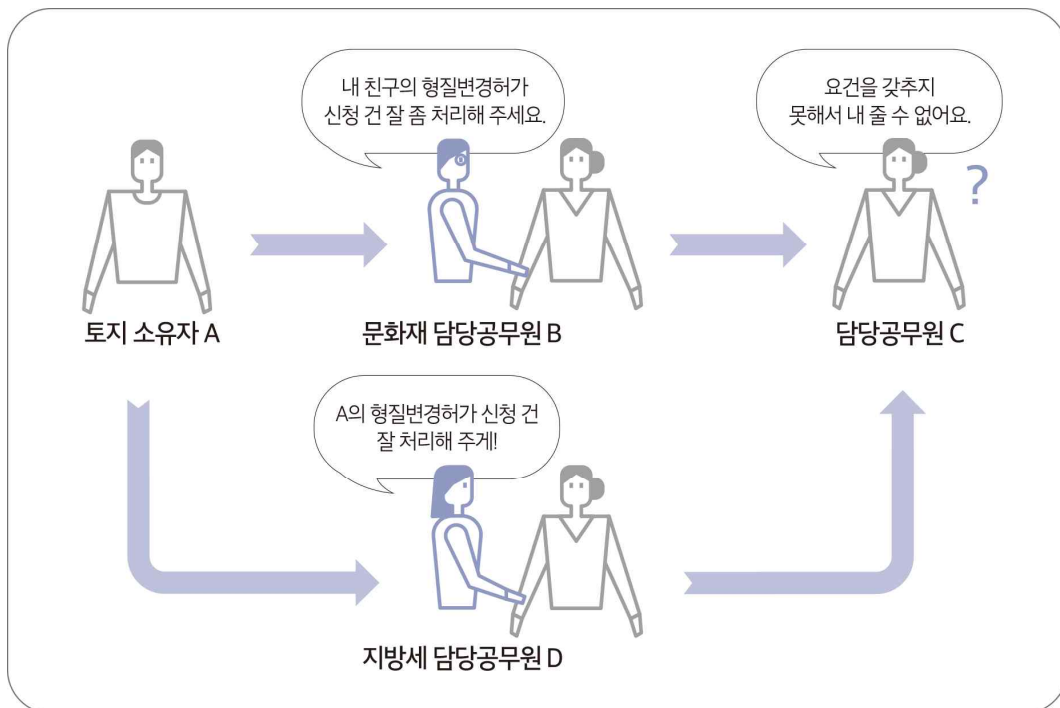 내 친구의 형질변경허가
신청 건 잘 좀 처리해 주세요.
요건을 갖추지
못해서 내 줄 수 없어요.
?
토지 소유자 A
문화재 담당공무원 B
담당공무원 C
A의 형질변경허가 신청 건
잘 처리해 주게!
지방세 담당공무원 D